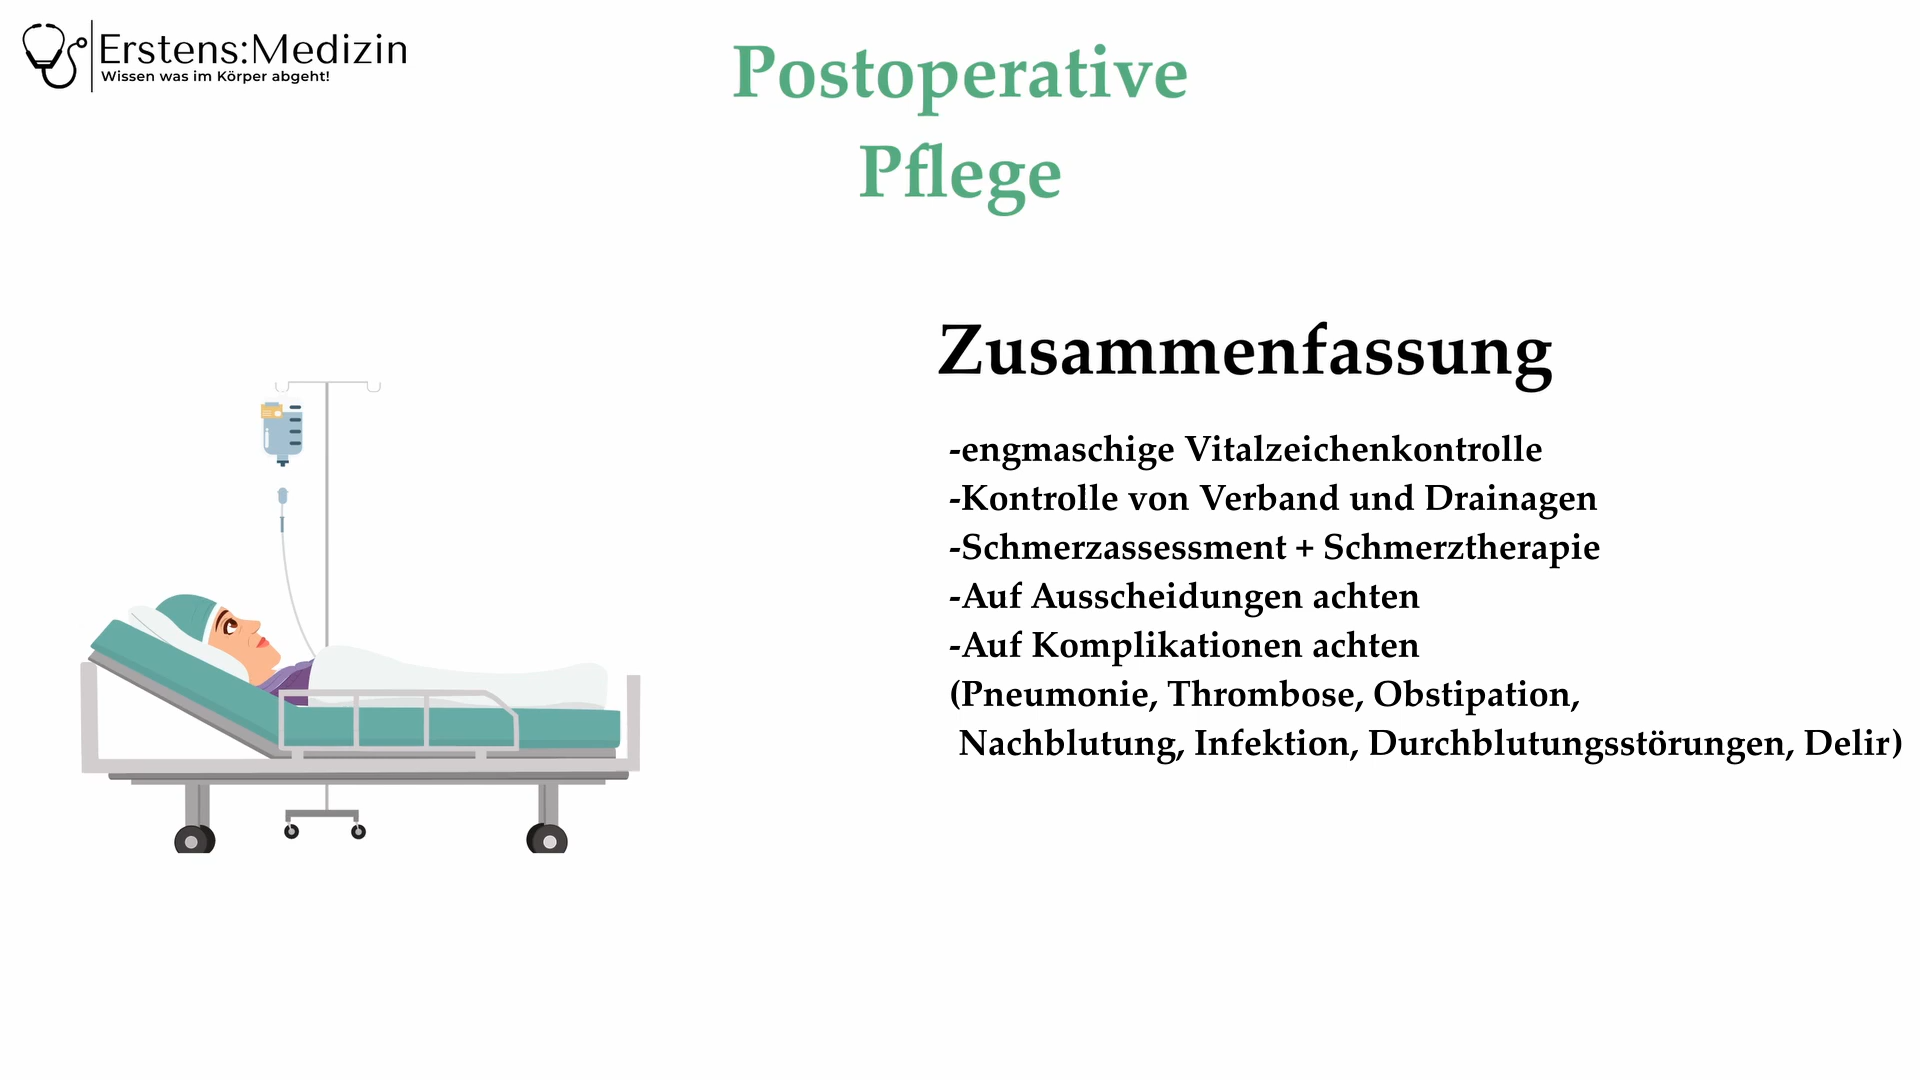 Erstens:Medizin
Wissen was im Körper abgeht!
Postoperative
Pflege
Zusammenfassung
-engmaschige Vitalzeichenkontrolle
-Kontrolle von Verband und Drainagen
-Schmerzassessment + Schmerztherapie
-Auf Ausscheidungen achten
-Auf Komplikationen achten
(Pneumonie, Thrombose, Obstipation,
Nachblutung, Infektion, Durchblutungsstörungen, Delir)